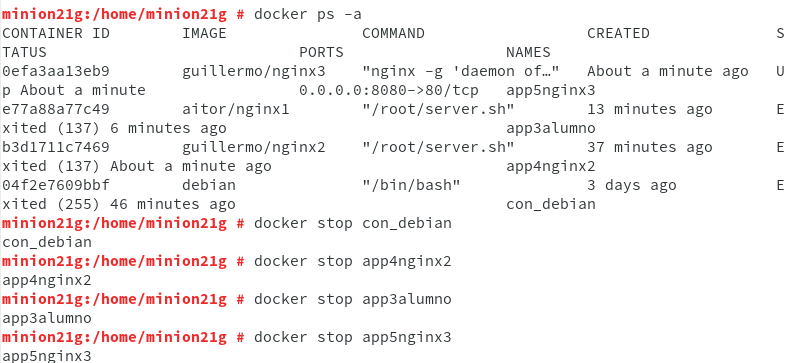 minion21g:/home/minion21g # docker ps -a
CONTAINER ID        IMAGE               COMMAND                  CREATED              S
TATUS                            PORTS                  NAMES
0efa3aa13eb9        guillermo/nginx3    "nginx -g 'daemon of…"   About a minute ago   U
p About a minute                 0.0.0.0:8080->80/tcp   app5nginx3
e77a88a77c49        aitor/nginx1        "/root/server.sh"        13 minutes ago       E
xited (137) 6 minutes ago                               app3alumno
b3d1711c7469        guillermo/nginx2    "/root/server.sh"        37 minutes ago       E
xited (137) About a minute ago                          app4nginx2
04f2e7609bbf        debian              "/bin/bash"              3 days ago           E
xited (255) 46 minutes ago                              con_debian
minion21g:/home/minion21g # docker stop con_debian
con_debian
minion21g:/home/minion21g # docker stop app4nginx2
app4nginx2
minion21g:/home/minion21g # docker stop app3alumno
app3alumno
minion21g:/home/minion21g # docker stop app5nginx3
app5nginx3